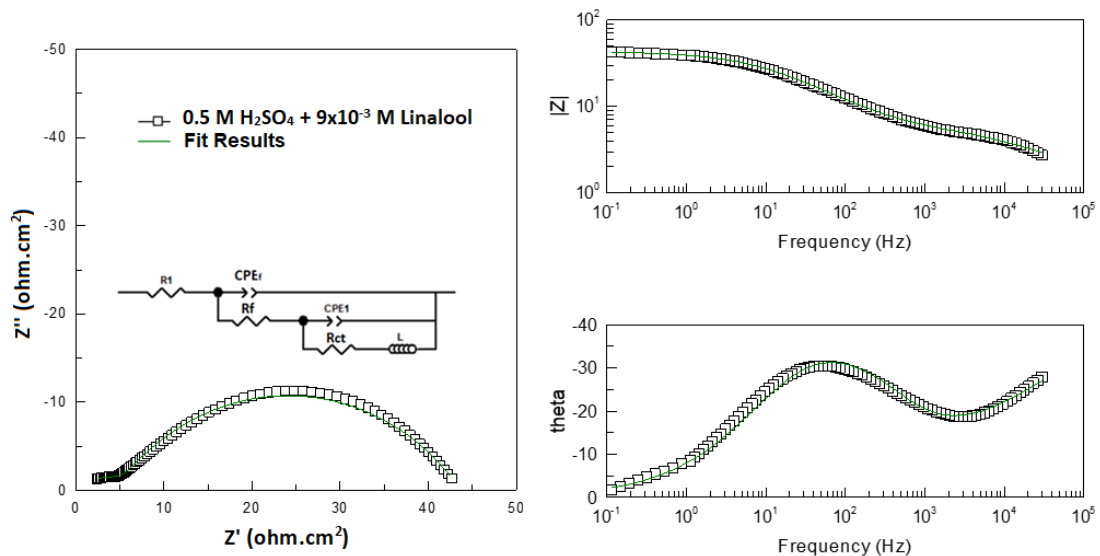 -50
-40
-30
-20
-10
0
Z'' (ohm.cm²)
0.5 M H₂SO₄ + 9x10⁻³ M Linalool
Fit Results
R1
CPEf
Rf
CPE1
Rct
L
0 10 20 30 40 50
Z' (ohm.cm²)
10²
10¹
10⁰
|Z|
10⁻¹ 10⁰ 10¹ 10² 10³ 10⁴ 10⁵
Frequency (Hz)
-40
-30
-20
-10
0
theta
10⁻¹ 10⁰ 10¹ 10² 10³ 10⁴ 10⁵
Frequency (Hz)